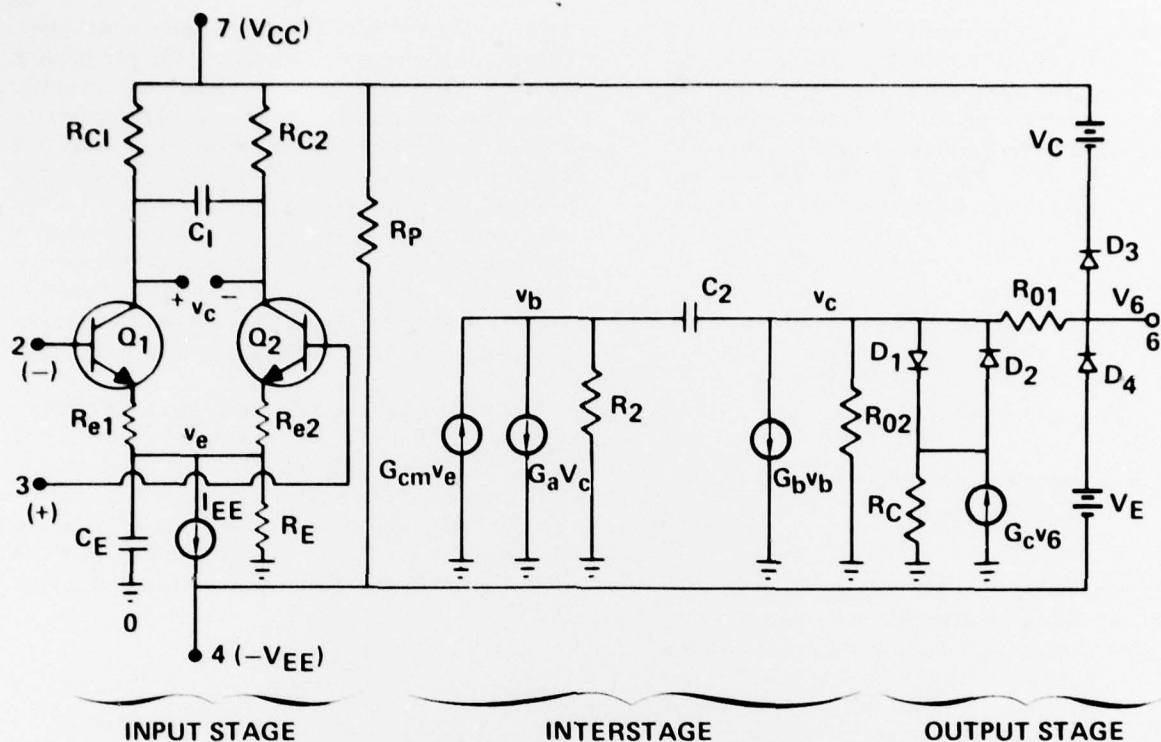 7 (VCC)
RC1
RC2
C1
+ vc -
RP
VC
D3
2
(-)
Q1
Q2
vb
C2
vc
R01
V6
6
D1
D2
D4
Re1
Re2
ve
R2
R02
3
(+)
IEE
Gcmve
GaVc
Gbvb
RC
VE
CE
RE
Gcv6
0
4 (-VEE)
INPUT STAGE
INTERSTAGE
OUTPUT STAGE